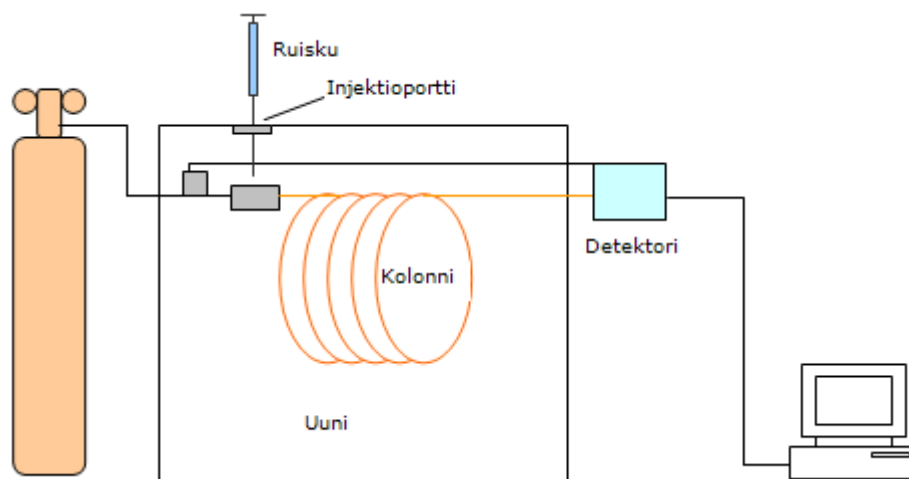 Ruisku
Injektioportti
Detektori
Kolonni
Uuni